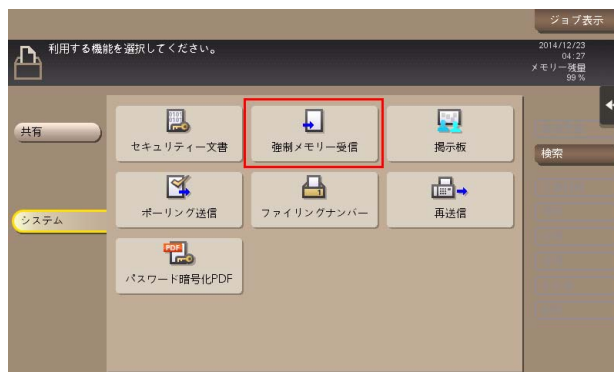 ジョブ表示
利用する機能を選択してください。
2014/12/23
04:27
メモリー残量
99 %
共有
セキュリティー文書
強制メモリー受信
掲示板
検索
システム
ポーリング送信
ファイリングナンバー
再送信
PDF
パスワード暗号化PDF